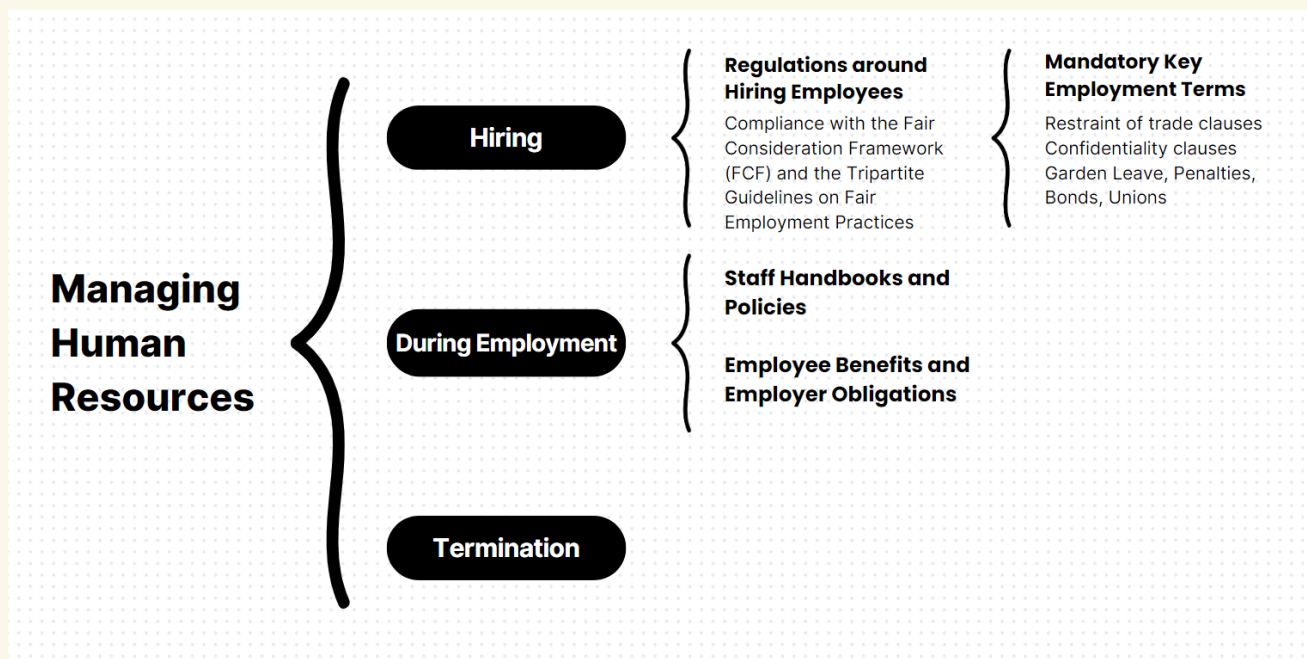 Managing
Human
Resources
Hiring
Regulations around
Hiring Employees
Compliance with the Fair
Consideration Framework
(FCF) and the Tripartite
Guidelines on Fair
Employment Practices
Mandatory Key
Employment Terms
Restraint of trade clauses
Confidentiality clauses
Garden Leave, Penalties,
Bonds, Unions
During Employment
Staff Handbooks and
Policies
Employee Benefits and
Employer Obligations
Termination